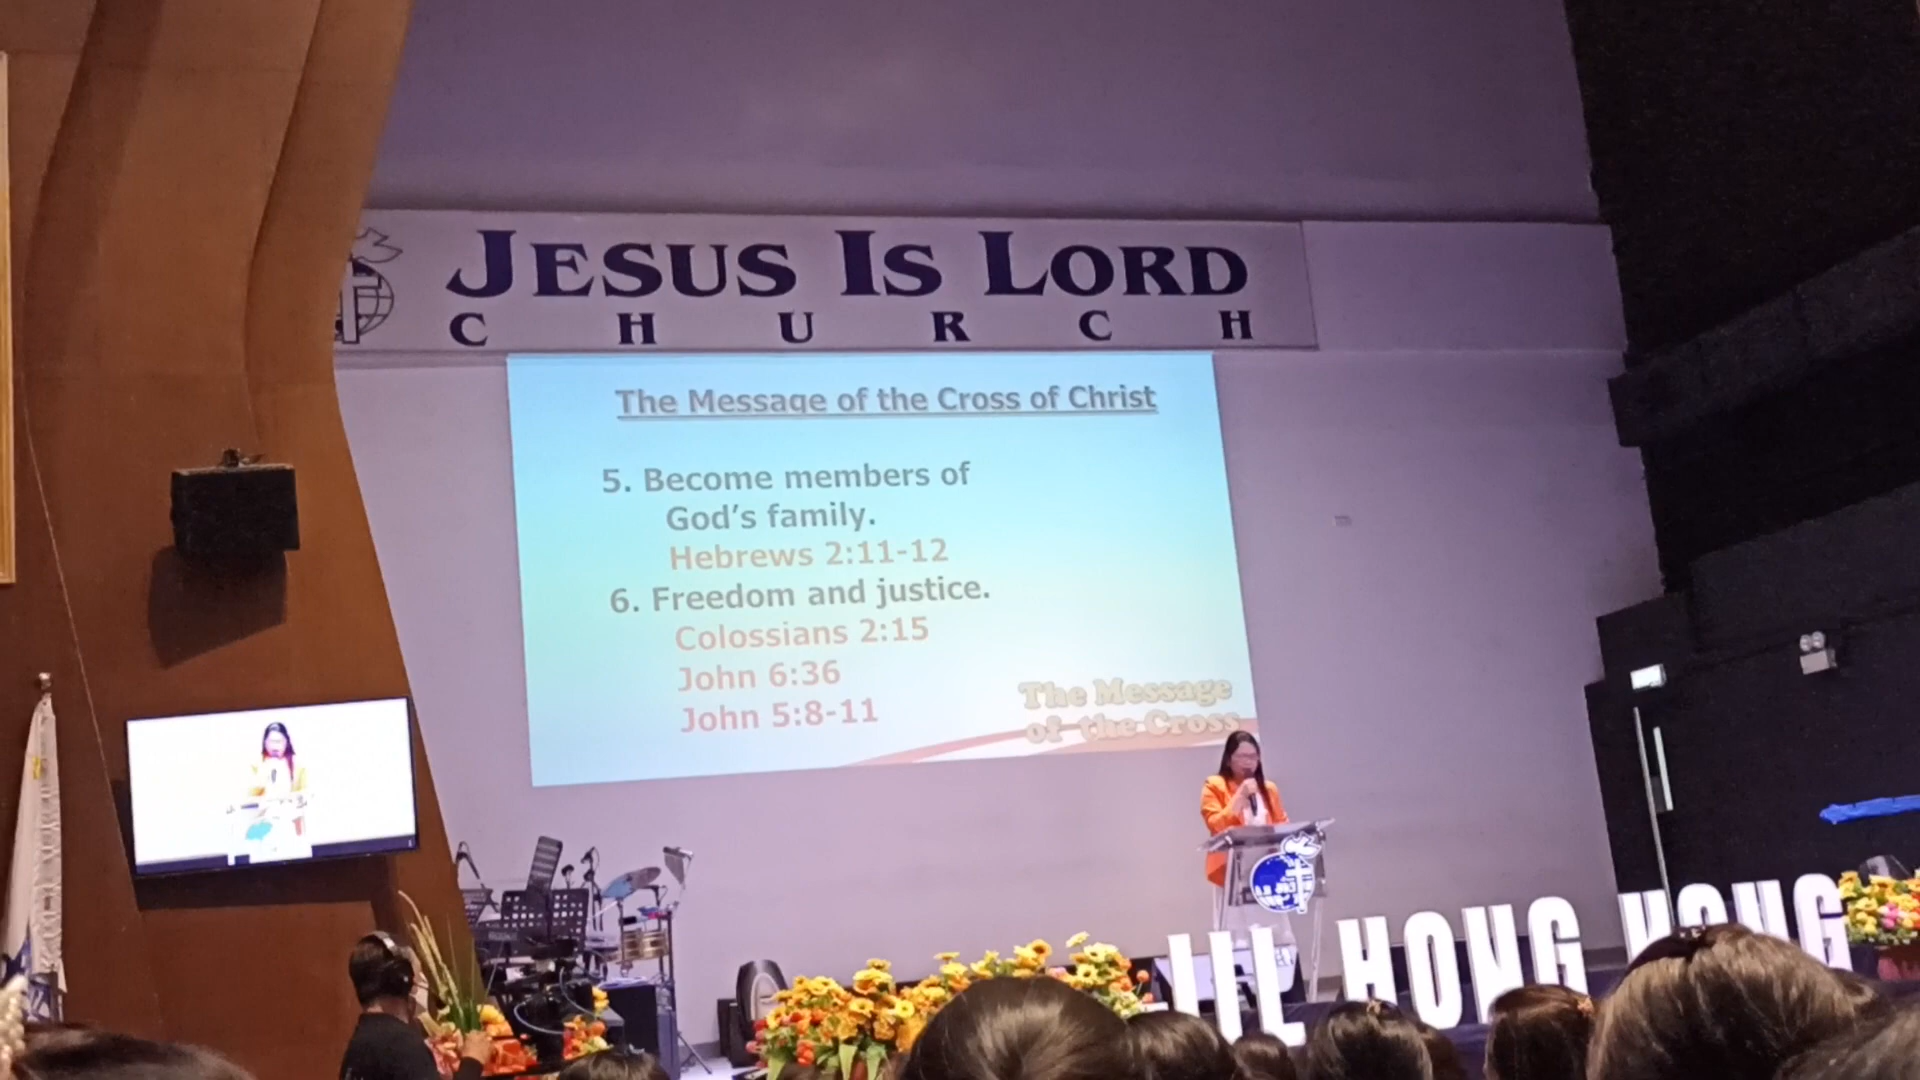 JESUS IS LORD
CHURCH
The Message of the Cross of Christ
5. Become members of
God's family.
Hebrews 2:11-12
6. Freedom and justice.
Colossians 2:15
John 6:36
John 5:8-11
The Message
of the Cross
JIL HONG KONG